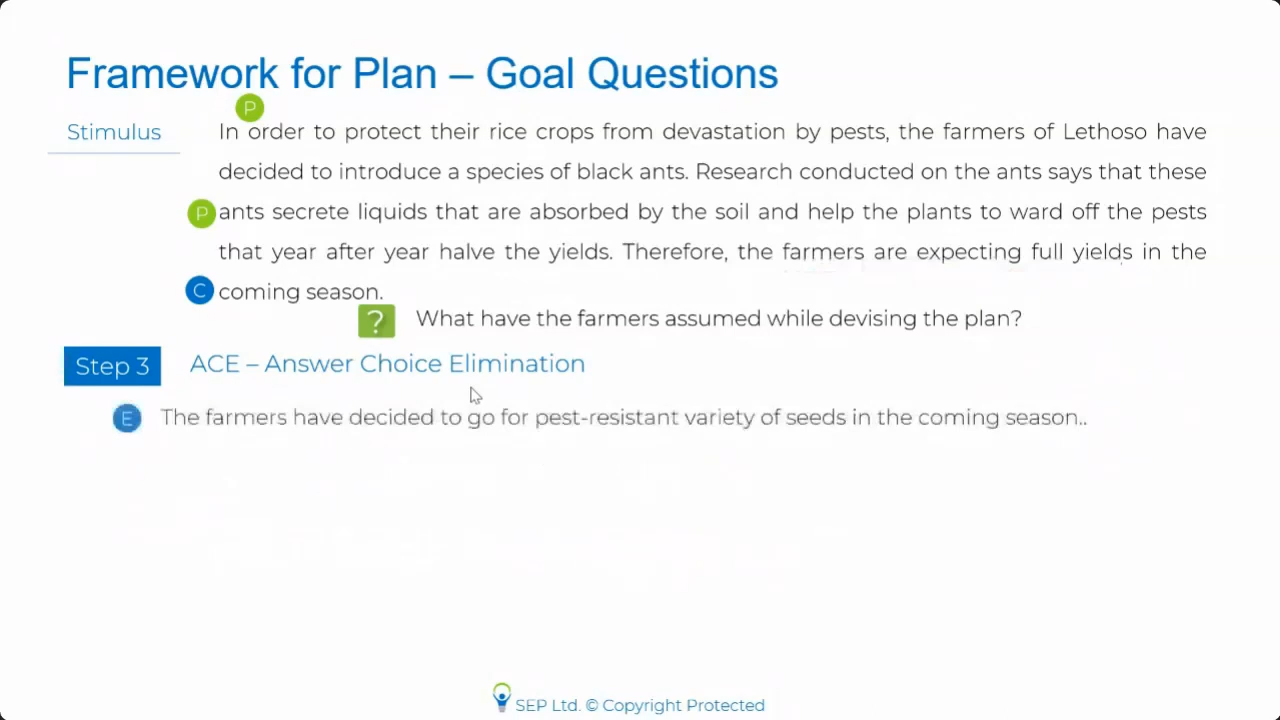 Framework for Plan – Goal Questions
P
Stimulus
In order to protect their rice crops from devastation by pests, the farmers of Lethoso have
decided to introduce a species of black ants. Research conducted on the ants says that these
P ants secrete liquids that are absorbed by the soil and help the plants to ward off the pests
that year after year halve the yields. Therefore, the farmers are expecting full yields in the
C coming season.
? What have the farmers assumed while devising the plan?
Step 3 ACE – Answer Choice Elimination
E The farmers have decided to go for pest-resistant variety of seeds in the coming season..
SEP Ltd. © Copyright Protected